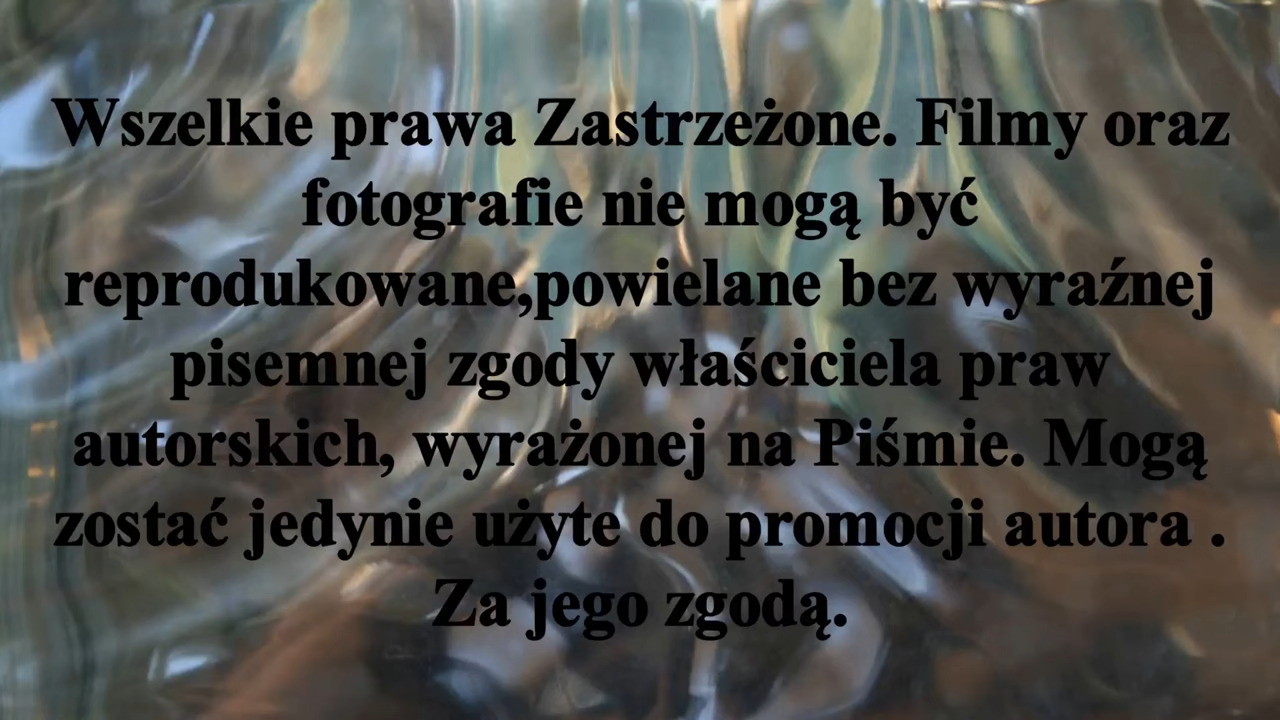 Wszelkie prawa Zastrzeżone. Filmy oraz
fotografie nie mogą być
reprodukowane,powielane bez wyraźnej
pisemnej zgody właściciela praw
autorskich, wyrażonej na Piśmie. Mogą
zostać jedynie użyte do promocji autora .
Za jego zgodą.